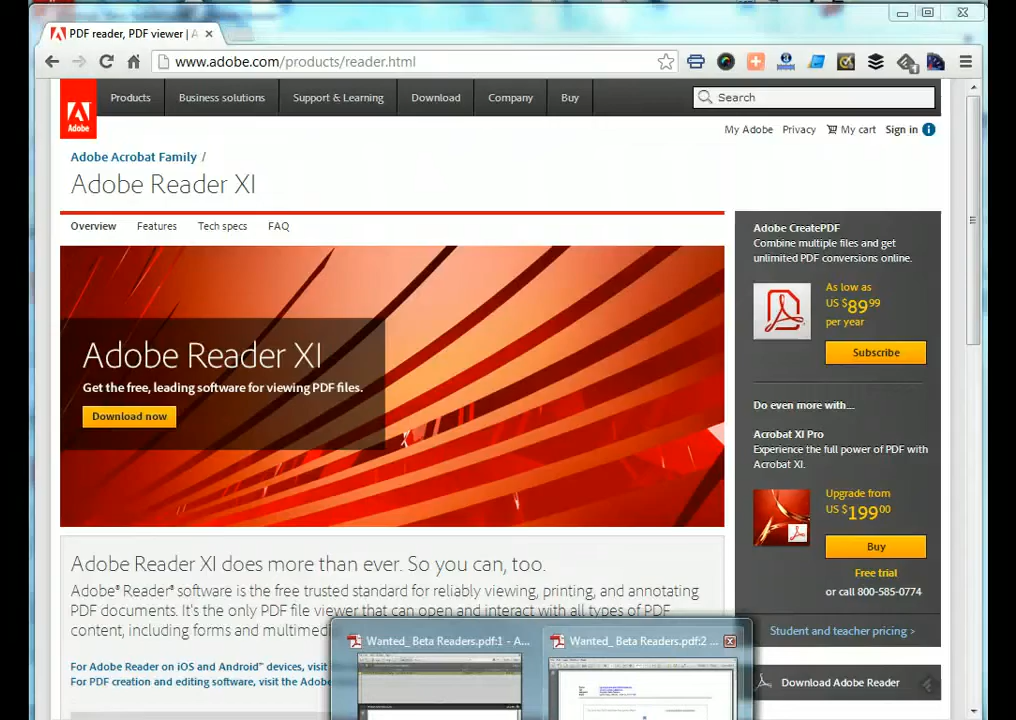 PDF reader, PDF viewer | A
www.adobe.com/products/reader.html
Adobe
Products
Business solutions
Support & Learning
Download
Company
Buy
Search
My Adobe
Privacy
My cart
Sign in
i
Adobe Acrobat Family /
Adobe Reader XI
Overview
Features
Tech specs
FAQ
Adobe Reader XI
Get the free, leading software for viewing PDF files.
Download now
Adobe CreatePDF
Combine multiple files and get
unlimited PDF conversions online.
As low as
US $89 99
per year
Subscribe
Do even more with...
Acrobat XI Pro
Experience the full power of PDF with
Acrobat XI.
Upgrade from
US $199 00
Buy
Free trial
or call 800-585-0774
Student and teacher pricing >
Download Adobe Reader
Adobe Reader XI does more than ever. So you can, too.
Adobe® Reader® software is the free trusted standard for reliably viewing, printing, and annotating
PDF documents. It's the only PDF file viewer that can open and interact with all types of PDF
content, including forms and multimed
For Adobe Reader on iOS and Android™ devices, visit
For PDF creation and editing software, visit the Adobe
Wanted_ Beta Readers.pdf:1 - A...
Wanted_ Beta Readers.pdf:2 ...